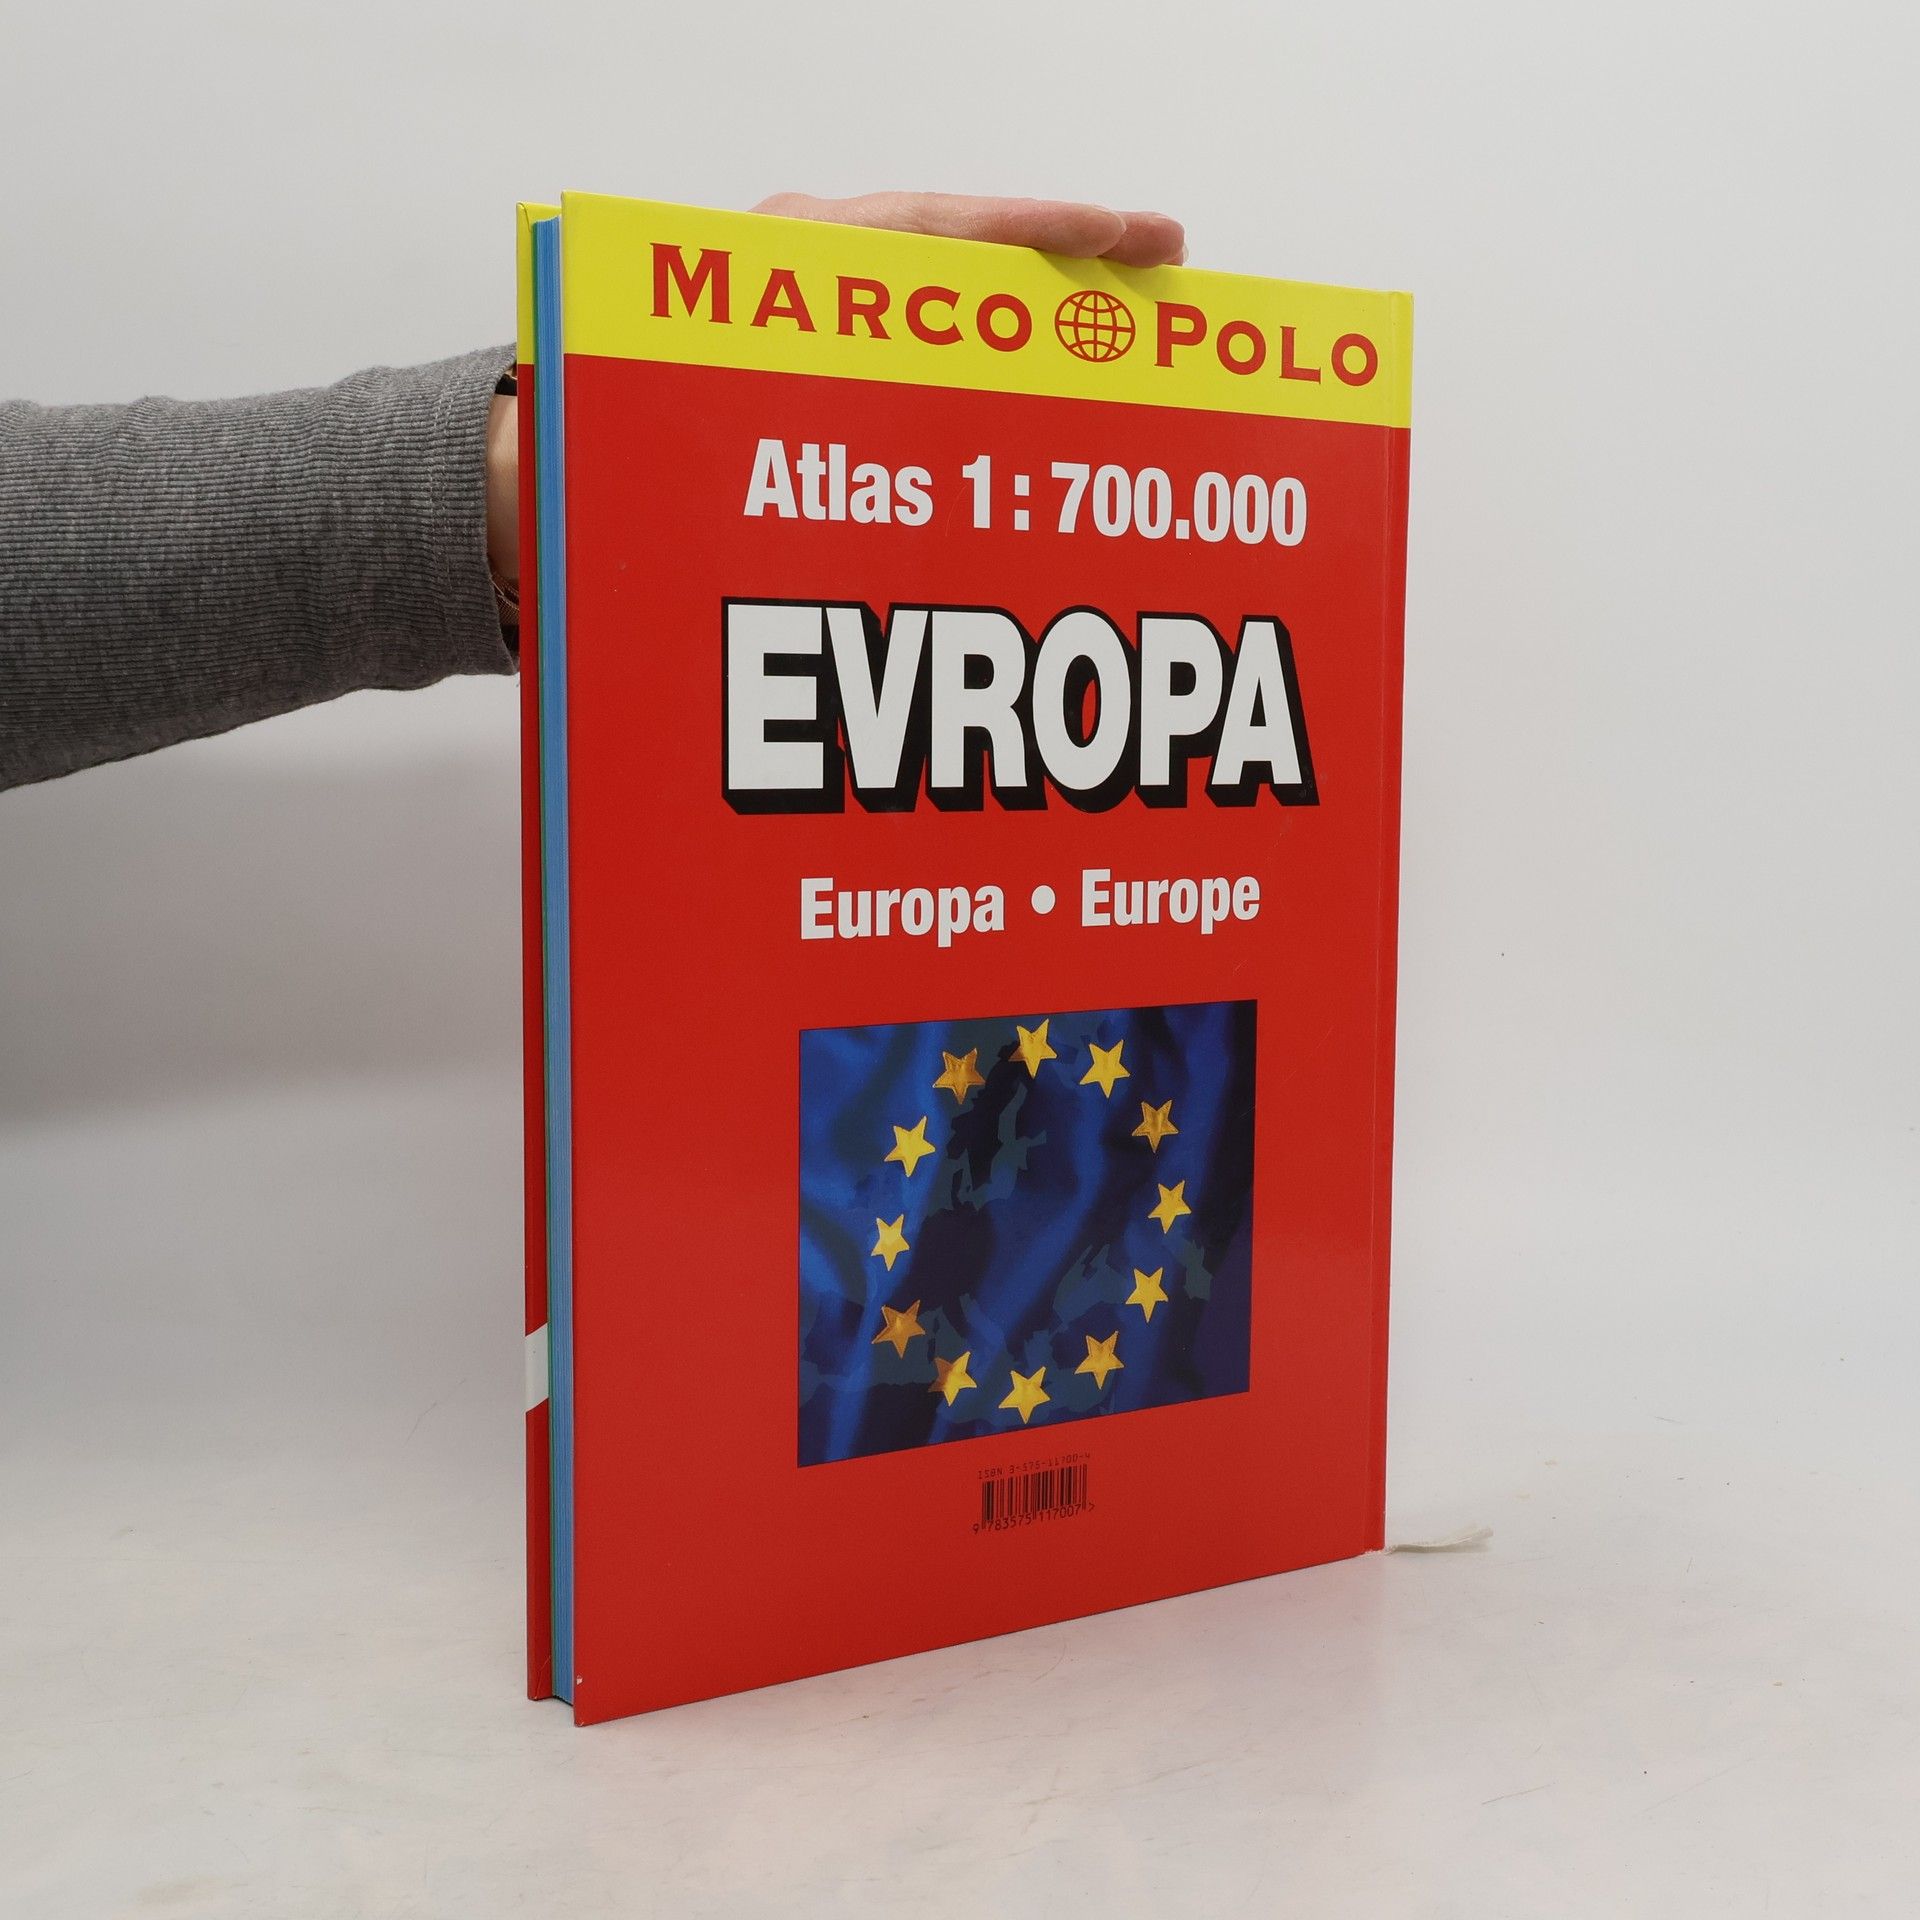 MARCO POLO
Atlas 1:700.000
EVROPA
Europa • Europe
ISBN 3-575-11700-4
9 783575 117007 >